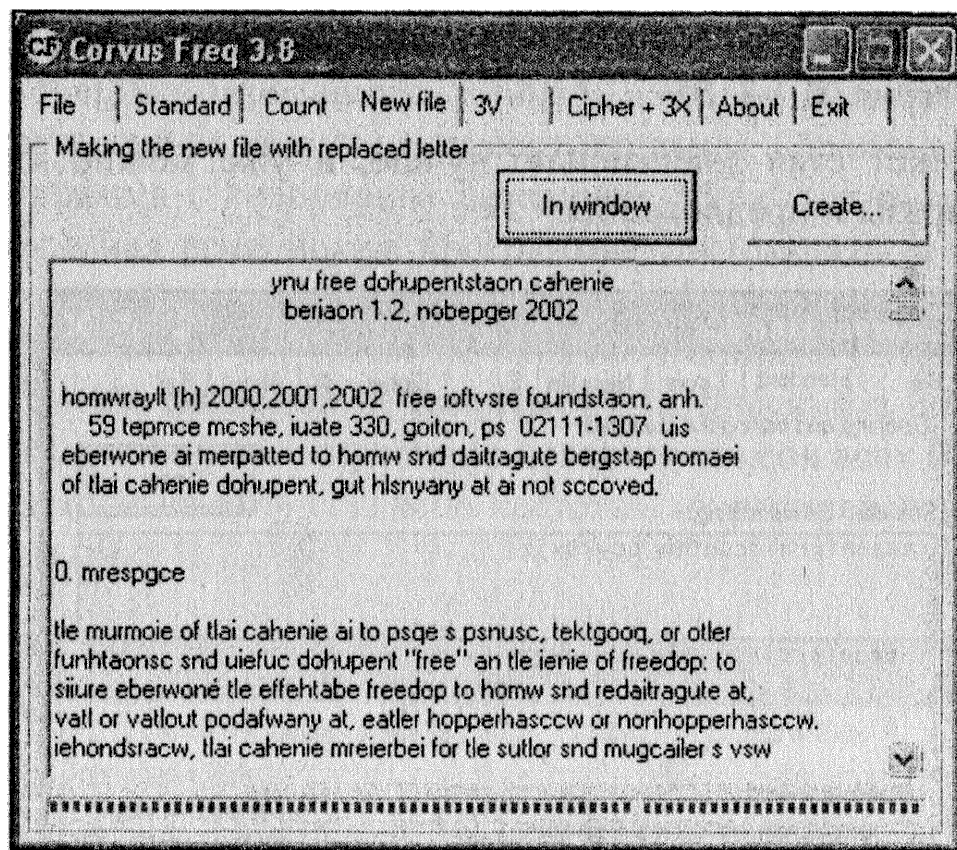 CF Corvus Freq 3.8
File Standard Count New file 3V Cipher + 3X About Exit
Making the new file with replaced letter
In window Create...
ynu free dohupentstaon cahenie
beriaon 1.2, nobepger 2002
homwraylt (h) 2000,2001,2002 free ioftvsre foundstaon, anh.
59 tepmce mcshe, iuate 330, goiton, ps 02111-1307 uis
eberwone ai merpatted to homw snd daitragute bergstap homaei
of tlai cahenie dohupent, gut hlsnyany at ai not sccoved.
0. mrespgce
tle murmoie of tlai cahenie ai to psqe s psnusc, tektgooq, or otler
funhtaonsc snd uiefuc dohupent "free" an tle ienie of freedop: to
siiure eberwone tle effehtabe freedop to homw snd redaitragute at,
vatl or vatlout podafwany at, eatler hopperhasccw or nonhopperhasccw.
iehondsracw, tlai cahenie mreierbei for tle sutlor snd mugcailer s vsw